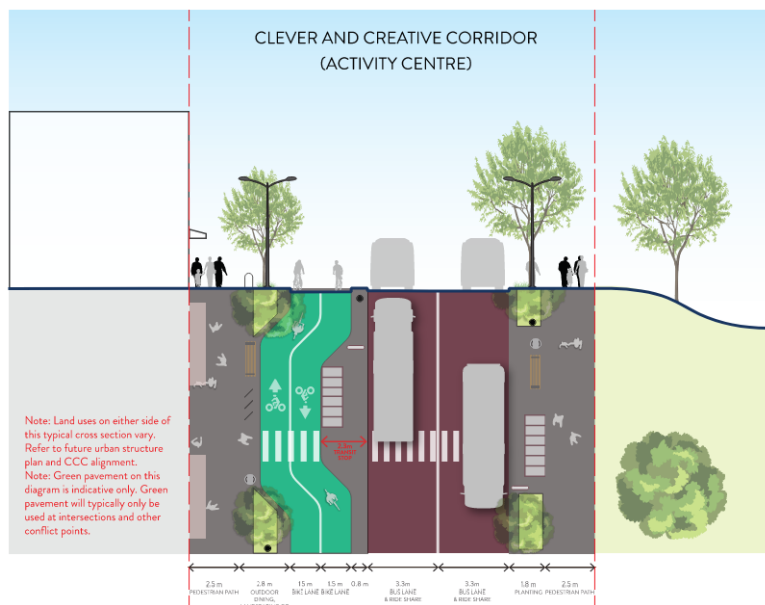 CLEVER AND CREATIVE CORRIDOR
(ACTIVITY CENTRE)
Note: Land uses on either side of
this typical cross section vary.
Refer to future urban structure
plan and CCC alignment.
Note: Green pavement on this
diagram is indicative only. Green
pavement will typically only be
used at intersections and other
conflict points.
TRANSIT
STOP
2.5 m
PEDESTRIAN PATH
2.8 m
OUTDOOR
DINING,
1.5 m
BIKE LANE
1.5 m
BIKE LANE
0.8 m
3.3m
BUS LANE
& RIDE SHARE
3.3m
BUS LANE
& RIDE SHARE
1.8 m
PLANTING
2.5 m
PEDESTRIAN PATH